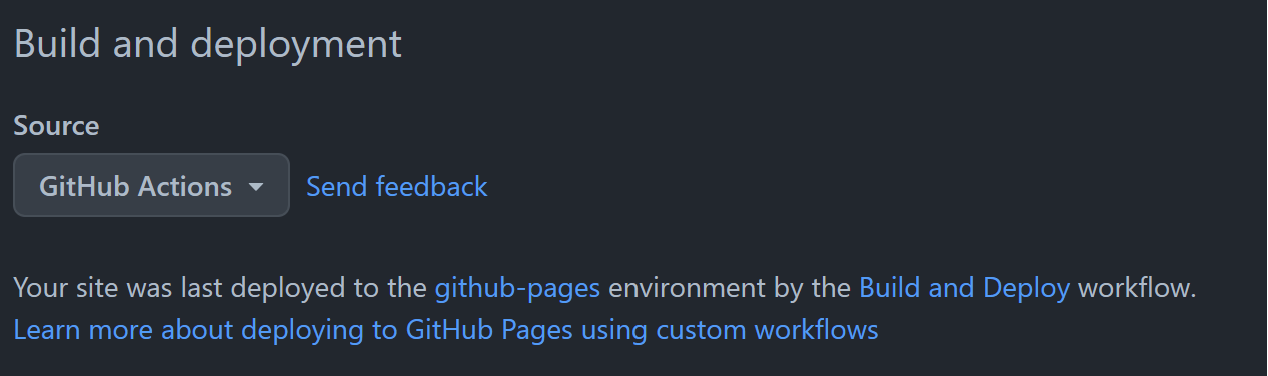 Build and deployment
Source
GitHub Actions
Send feedback
Your site was last deployed to the github-pages environment by the Build and Deploy workflow.
Learn more about deploying to GitHub Pages using custom workflows